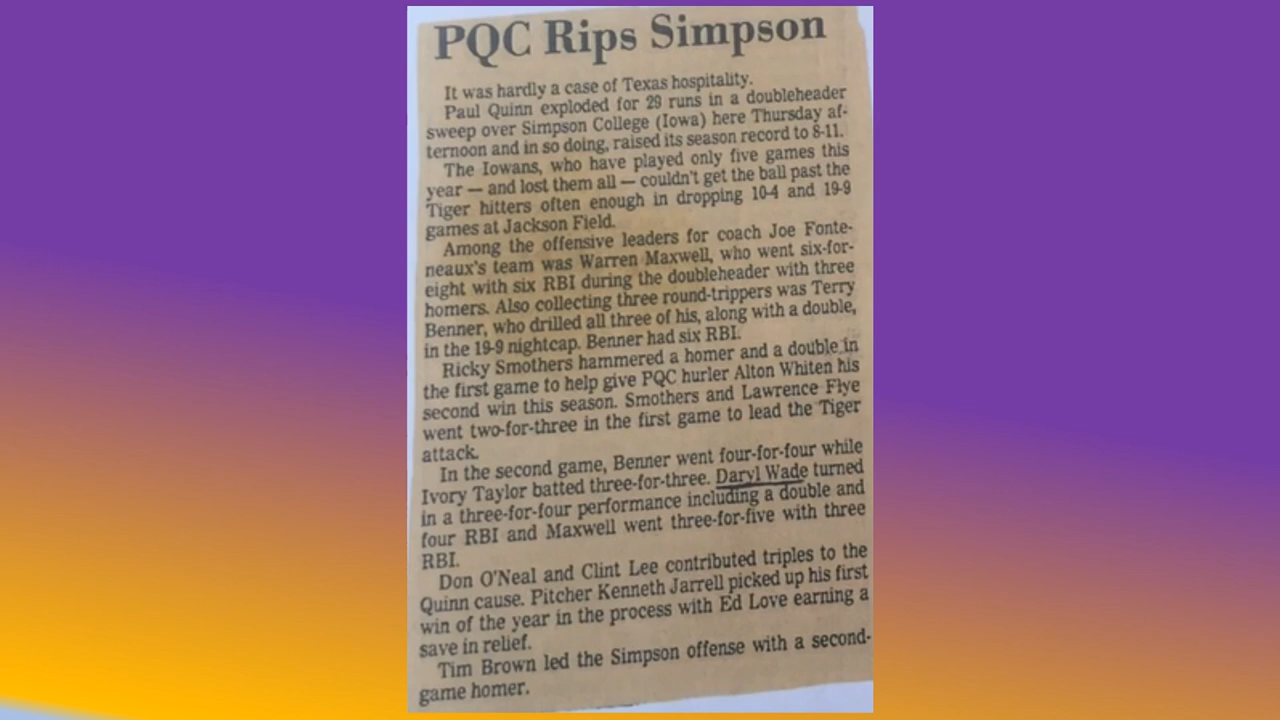 PQC Rips Simpson
It was hardly a case of Texas hospitality.
Paul Quinn exploded for 29 runs in a doubleheader
sweep over Simpson College (Iowa) here Thursday af-
ternoon and in so doing, raised its season record to 8-11.
The Iowans, who have played only five games this
year — and lost them all — couldn't get the ball past the
Tiger hitters often enough in dropping 10-4 and 19-9
games at Jackson Field.
Among the offensive leaders for coach Joe Fonte-
neaux's team was Warren Maxwell, who went six-for-
eight with six RBI during the doubleheader with three
homers. Also collecting three round-trippers was Terry
Benner, who drilled all three of his, along with a double,
in the 19-9 nightcap. Benner had six RBI.
Ricky Smothers hammered a homer and a double in
the first game to help give PQC hurler Alton Whiten his
second win this season. Smothers and Lawrence Flye
went two-for-three in the first game to lead the Tiger
attack.
In the second game, Benner went four-for-four while
Ivory Taylor batted three-for-three. Daryl Wade turned
in a three-for-four performance including a double and
four RBI and Maxwell went three-for-five with three
RBI.
Don O'Neal and Clint Lee contributed triples to the
Quinn cause. Pitcher Kenneth Jarrell picked up his first
win of the year in the process with Ed Love earning a
save in relief.
Tim Brown led the Simpson offense with a second-
game homer.